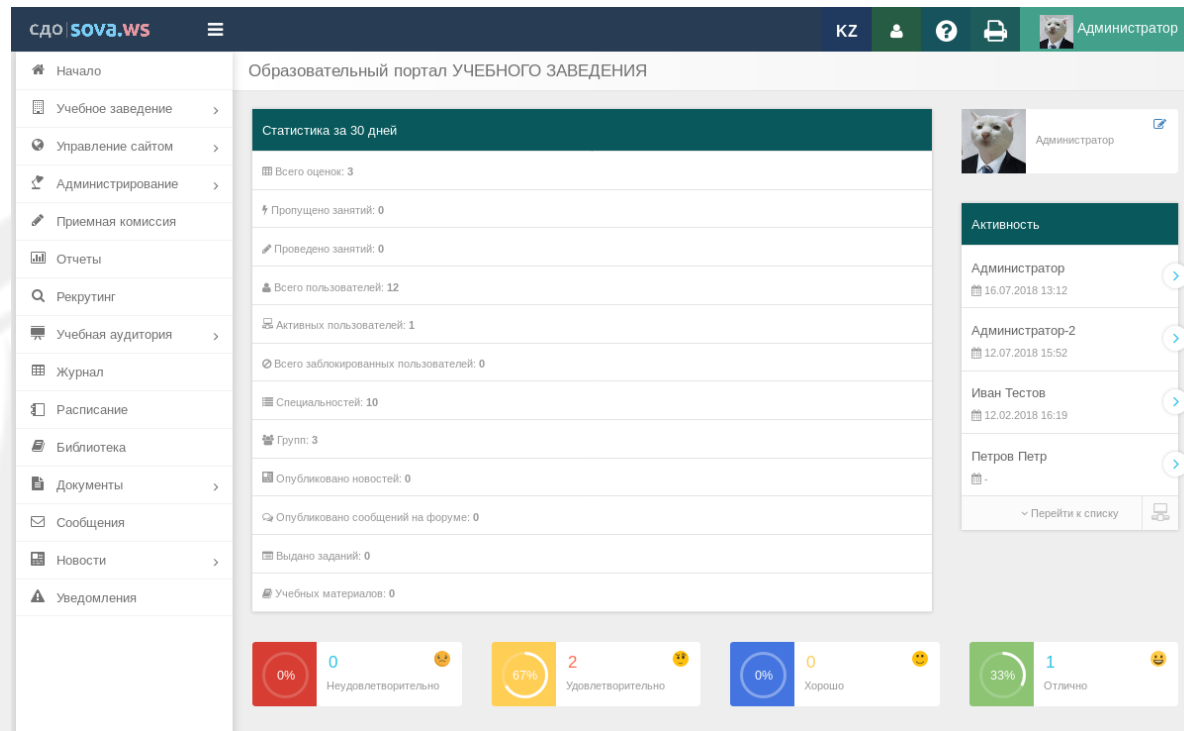 сдо|sova.ws
KZ
Администратор
Начало
Учебное заведение
Управление сайтом
Администрирование
Приемная комиссия
Отчеты
Рекрутинг
Учебная аудитория
Журнал
Расписание
Библиотека
Документы
Сообщения
Новости
Уведомления
Образовательный портал УЧЕБНОГО ЗАВЕДЕНИЯ
Статистика за 30 дней
Всего оценок: 3
Пропущено занятий: 0
Проведено занятий: 0
Всего пользователей: 12
Активных пользователей: 1
Всего заблокированных пользователей: 0
Специальностей: 10
Групп: 3
Опубликовано новостей: 0
Опубликовано сообщений на форуме: 0
Выдано заданий: 0
Учебных материалов: 0
Администратор
Активность
Администратор
16.07.2018 13:12
Администратор-2
12.07.2018 15:52
Иван Тестов
12.02.2018 16:19
Петров Петр
-
Перейти к списку
0%
0
Неудовлетворительно
67%
2
Удовлетворительно
0%
0
Хорошо
33%
1
Отлично